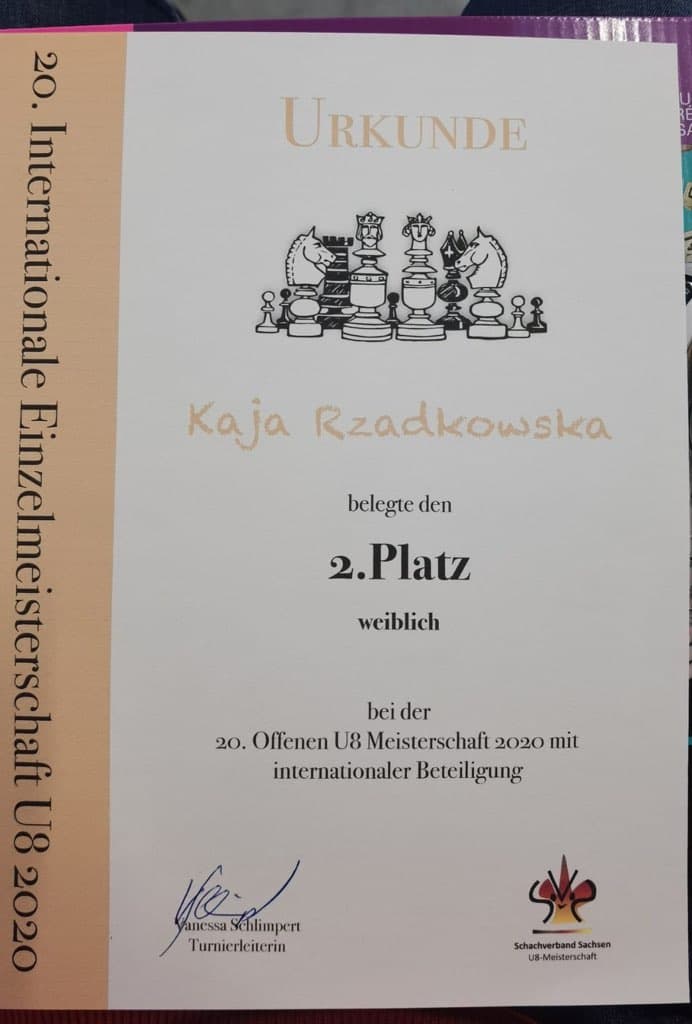 20. Internationale Einzelmeisterschaft U8 2020
URKUNDE
Kaja Rzadkowska
belegte den
2.Platz
weiblich
bei der
20. Offenen U8 Meisterschaft 2020 mit
internationaler Beteiligung
Vanessa Schlimpert
Turnierleiterin
Schachverband Sachsen
U8-Meisterschaft